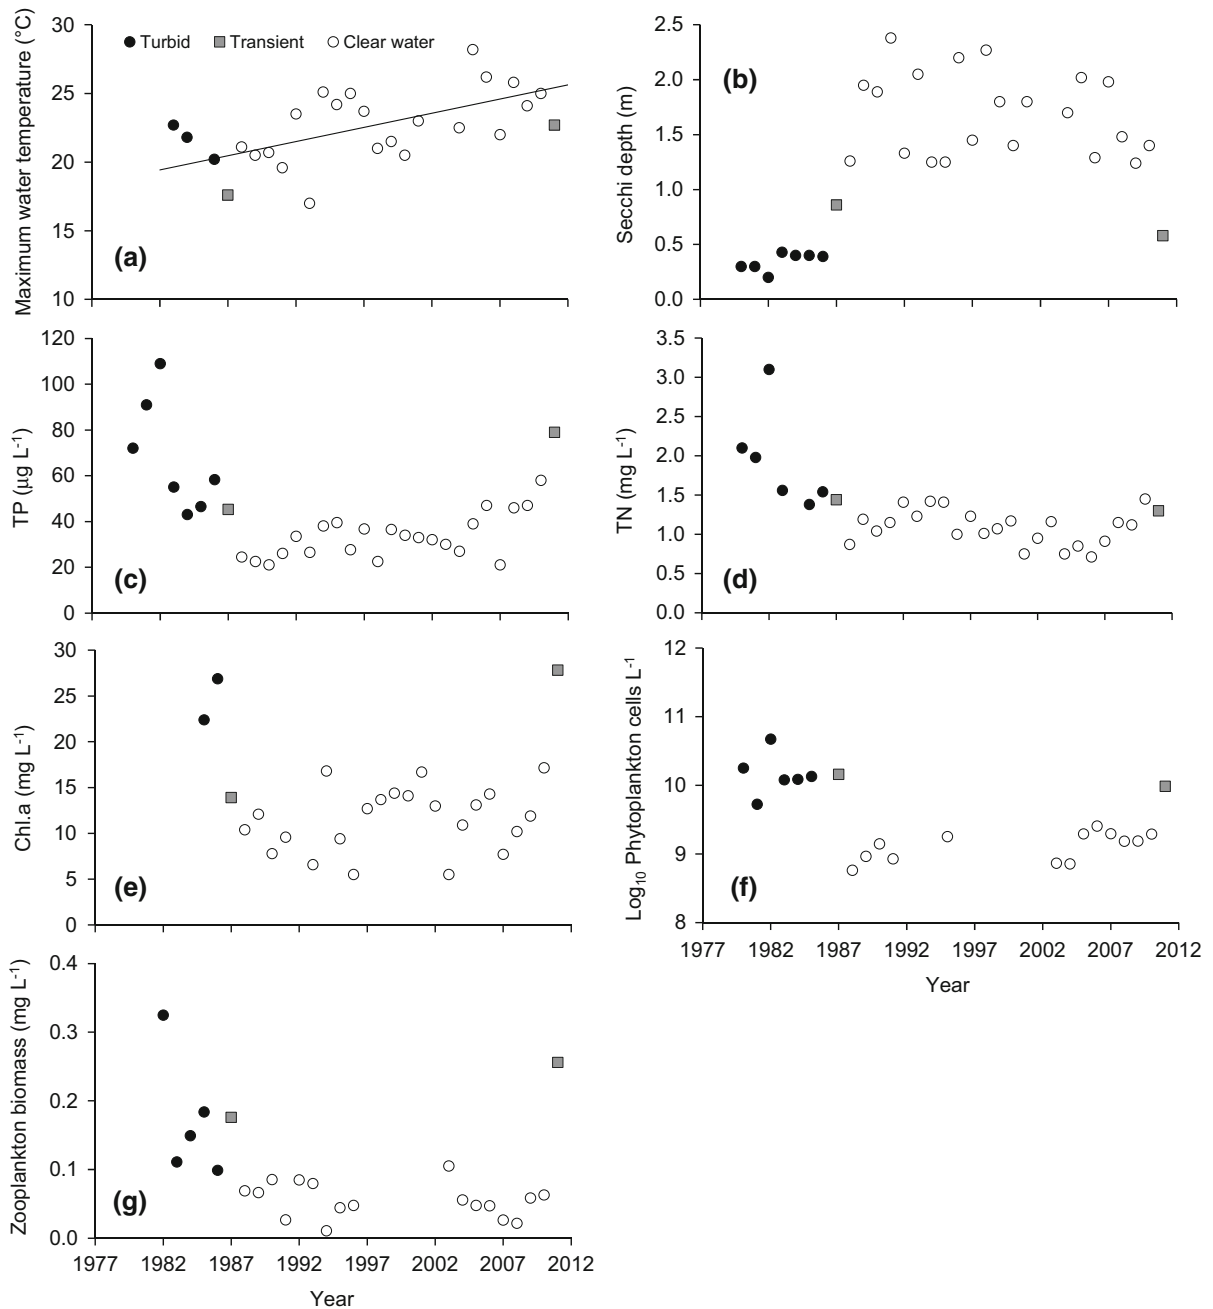 Turbid Transient Clear water
Maximum water temperature (°C)
30
25
20
15
10
(a)
Secchi depth (m)
2.5
2.0
1.5
1.0
0.5
0.0
(b)
TP (µg L-1)
120
100
80
60
40
20
0
(c)
TN (mg L-1)
3.5
3.0
2.5
2.0
1.5
1.0
0.5
0.0
(d)
Chl.a (mg L-1)
30
25
20
15
10
5
0
(e)
Log10 Phytoplankton cells L-1
12
11
10
9
8
(f)
1977 1982 1987 1992 1997 2002 2007 2012
Year
Zooplankton biomass (mg L-1)
0.4
0.3
0.2
0.1
0.0
(g)
1977 1982 1987 1992 1997 2002 2007 2012
Year